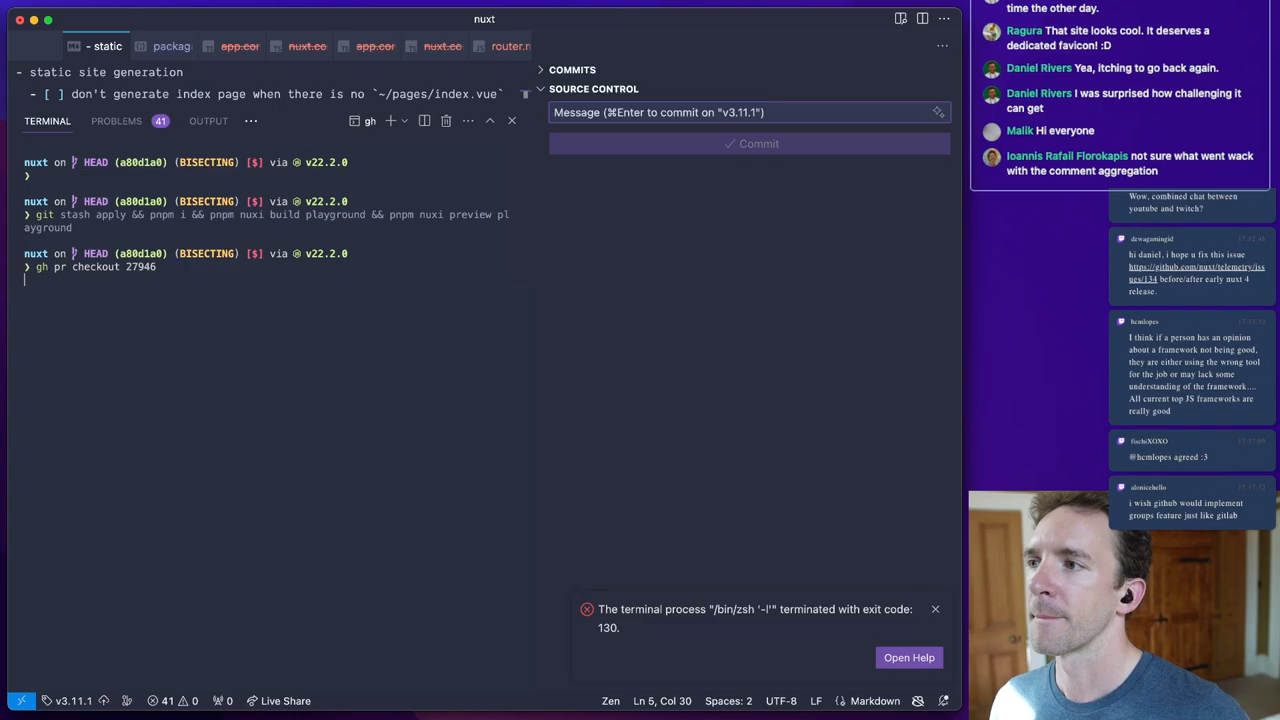 nuxt
- static
packag
app.cor
nuxt.co
app.cor
nuxt.co
router.n
- static site generation
- [ ] don't generate index page when there is no `~/pages/index.vue`
TERMINAL
PROBLEMS
41
OUTPUT
gh
nuxt on HEAD (a80d1a0) (BISECTING) [$] via v22.2.0
❯
nuxt on HEAD (a80d1a0) (BISECTING) [$] via v22.2.0
❯ git stash apply && pnpm i && pnpm nuxi build playground && pnpm nuxi preview pl
ayground
nuxt on HEAD (a80d1a0) (BISECTING) [$] via v22.2.0
❯ gh pr checkout 27946
COMMITS
SOURCE CONTROL
Message (⌘Enter to commit on "v3.11.1")
Commit
The terminal process "/bin/zsh '-l'" terminated with exit code:
130.
Open Help
v3.11.1
41
0
0
Live Share
Zen
Ln 5, Col 30
Spaces: 2
UTF-8
LF
Markdown
time the other day.
Ragura That site looks cool. It deserves a
dedicated favicon! :D
Daniel Rivers Yea, itching to go back again.
Daniel Rivers I was surprised how challenging it
can get
Malik Hi everyone
Ioannis Rafail Florokapis not sure what went wack
with the comment aggregation
Wow, combined chat between
youtube and twitch?
dewagamingid
hi daniel, i hope u fix this issue
https://github.com/nuxt/telemetry/iss
ues/134 before/after early nuxt 4
release.
hcmlopes
I think if a person has an opinion
about a framework not being good,
they are either using the wrong tool
for the job or may lack some
understanding of the framework....
All current top JS frameworks are
really good
fischiXOXO
@hcmlopes agreed :3
alonicehello
i wish github would implement
groups feature just like gitlab